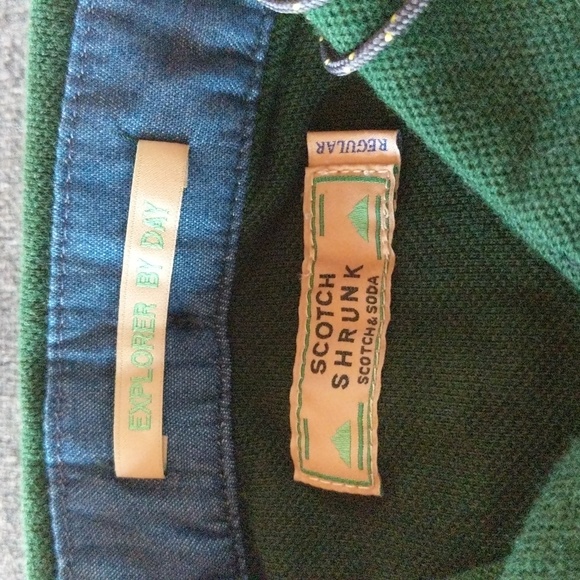 EXPLORER BY DAY
REGULAR
SCOTCH
SHRUNK
SCOTCH & SODA